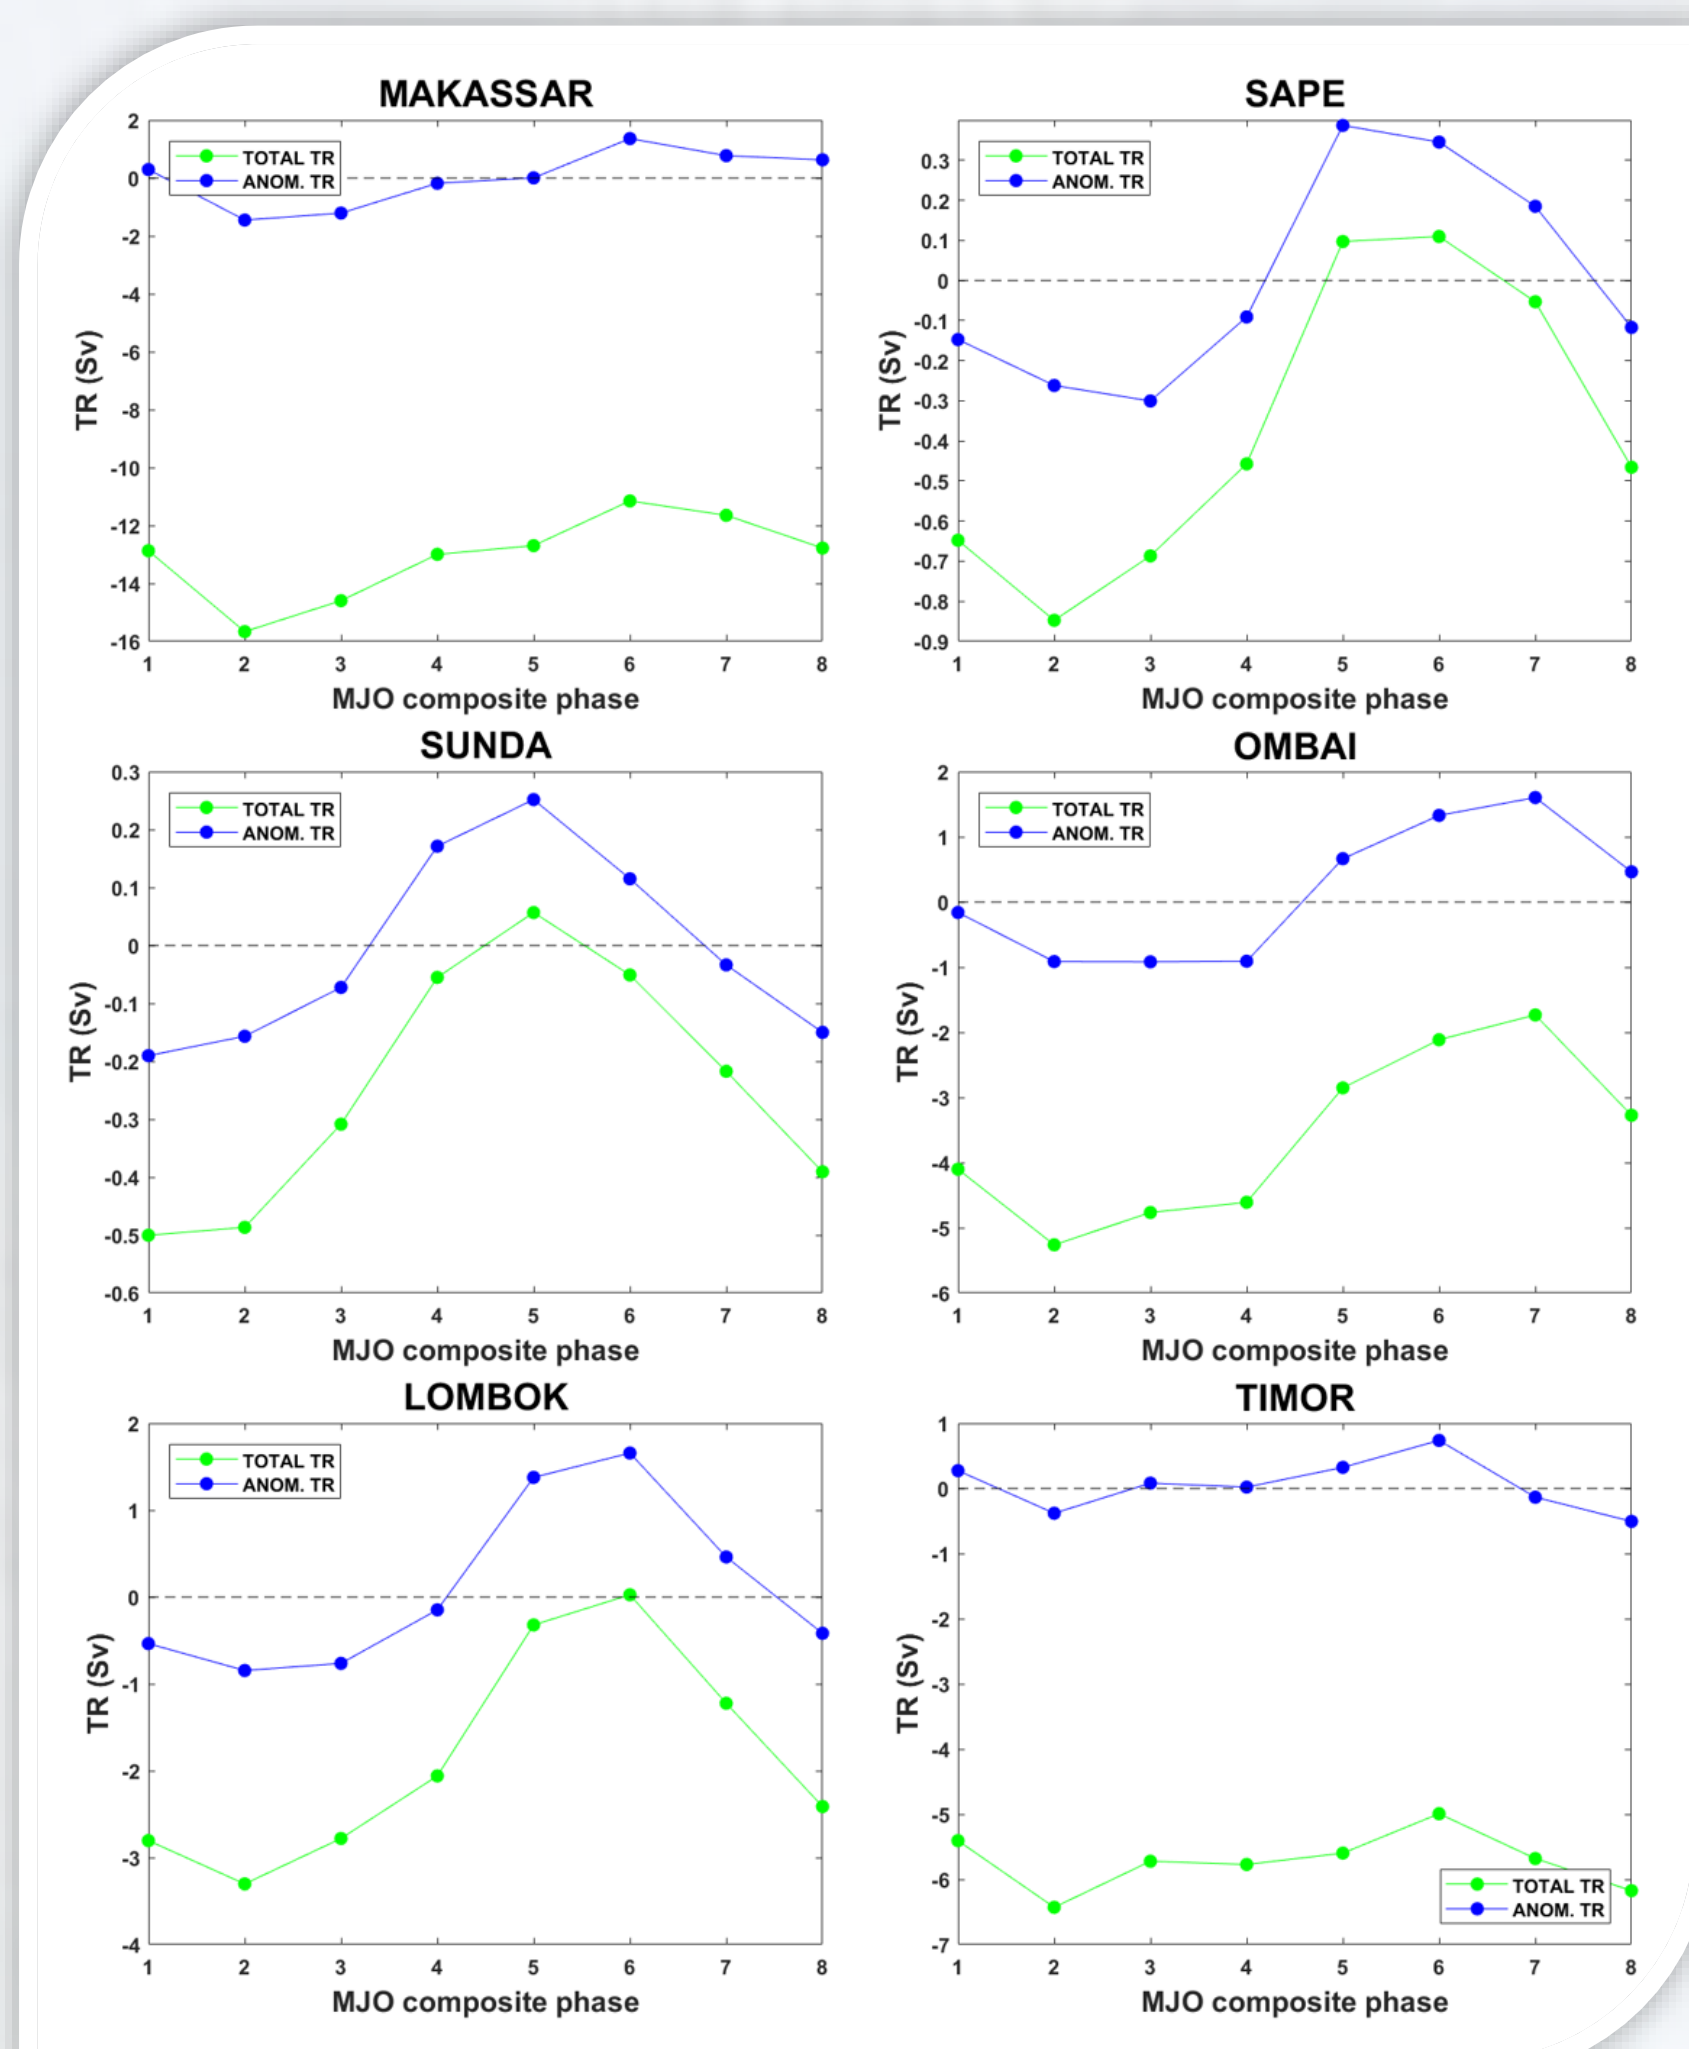 MAKASSAR
TOTAL TR
ANOM. TR
2
0
-2
-4
-6
-8
-10
-12
-14
-16
TR (Sv)
1 2 3 4 5 6 7 8
MJO composite phase
SAPE
TOTAL TR
ANOM. TR
0.3
0.2
0.1
0
-0.1
-0.2
-0.3
-0.4
-0.5
-0.6
-0.7
-0.8
-0.9
TR (Sv)
1 2 3 4 5 6 7 8
MJO composite phase
SUNDA
TOTAL TR
ANOM. TR
0.3
0.2
0.1
0
-0.1
-0.2
-0.3
-0.4
-0.5
-0.6
TR (Sv)
1 2 3 4 5 6 7 8
MJO composite phase
OMBAI
TOTAL TR
ANOM. TR
2
1
0
-1
-2
-3
-4
-5
-6
TR (Sv)
1 2 3 4 5 6 7 8
MJO composite phase
LOMBOK
TOTAL TR
ANOM. TR
2
1
0
-1
-2
-3
-4
TR (Sv)
1 2 3 4 5 6 7 8
MJO composite phase
TIMOR
1
0
-1
-2
-3
-4
-5
-6
-7
TR (Sv)
TOTAL TR
ANOM. TR
1 2 3 4 5 6 7 8
MJO composite phase